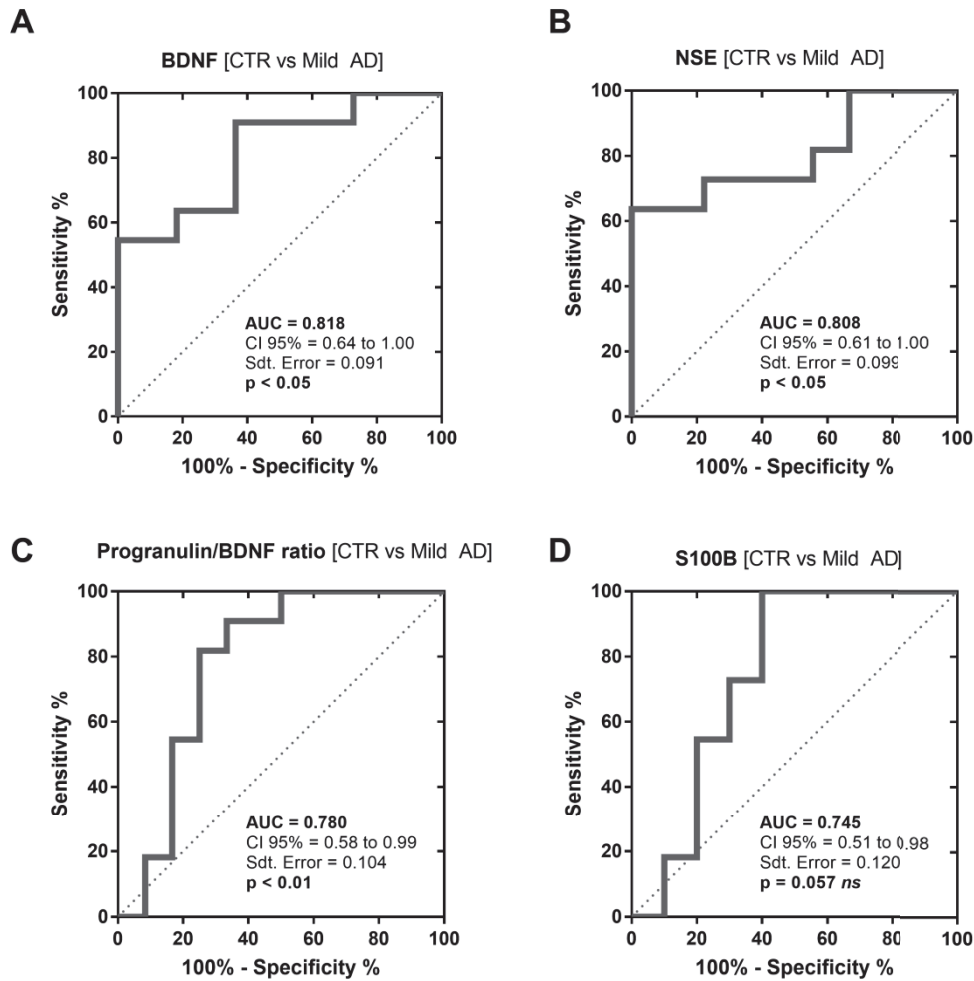 A
BDNF [CTR vs Mild AD]
100
80
60
40
20
0
Sensitivity %
AUC = 0.818
CI 95% = 0.64 to 1.00
Sdt. Error = 0.091
p < 0.05
0 20 40 60 80 100
100% - Specificity %
B
NSE [CTR vs Mild AD]
100
80
60
40
20
0
Sensitivity %
AUC = 0.808
CI 95% = 0.61 to 1.00
Sdt. Error = 0.099
p < 0.05
0 20 40 60 80 100
100% - Specificity %
C
Progranulin/BDNF ratio [CTR vs Mild AD]
100
80
60
40
20
0
Sensitivity %
AUC = 0.780
CI 95% = 0.58 to 0.99
Sdt. Error = 0.104
p < 0.01
0 20 40 60 80 100
100% - Specificity %
D
S100B [CTR vs Mild AD]
100
80
60
40
20
0
Sensitivity %
AUC = 0.745
CI 95% = 0.51 to 0.98
Sdt. Error = 0.120
p = 0.057 ns
0 20 40 60 80 100
100% - Specificity %